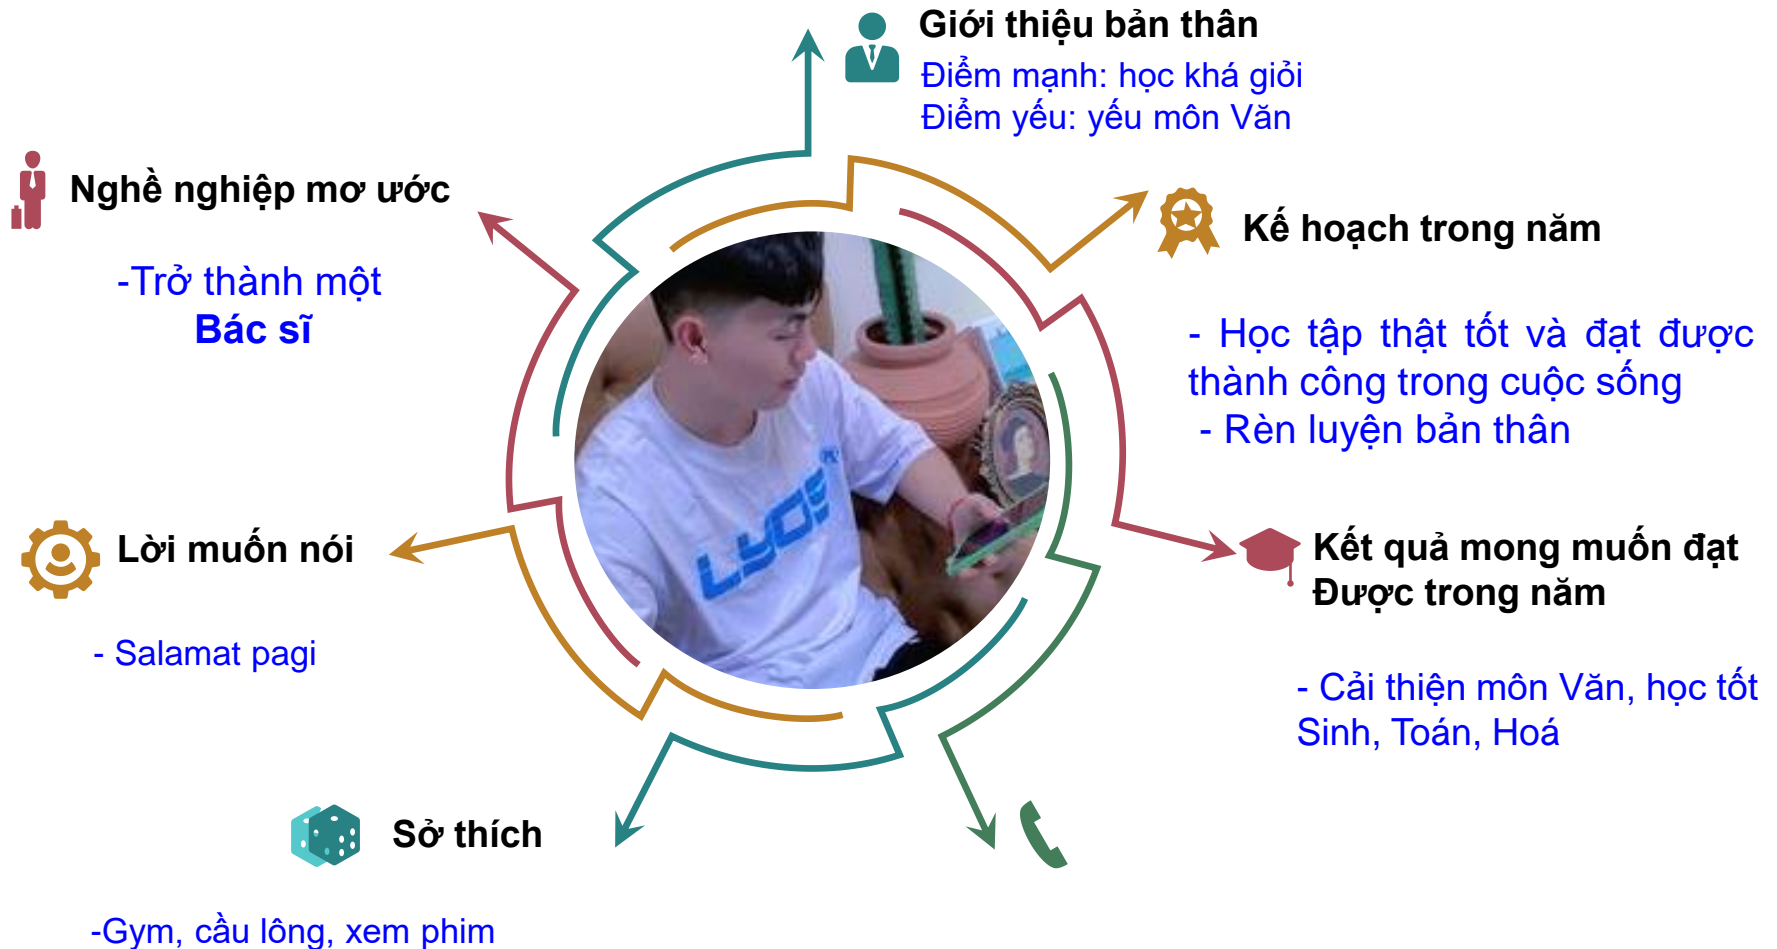 Giới thiệu bản thân
Điểm mạnh: học khá giỏi
Điểm yếu: yếu môn Văn
Nghề nghiệp mơ ước
-Trở thành một
Bác sĩ
Kế hoạch trong năm
- Học tập thật tốt và đạt được
thành công trong cuộc sống
- Rèn luyện bản thân
Lời muốn nói
- Salamat pagi
Kết quả mong muốn đạt
Được trong năm
- Cải thiện môn Văn, học tốt
Sinh, Toán, Hoá
Sở thích
-Gym, cầu lông, xem phim
LYOS